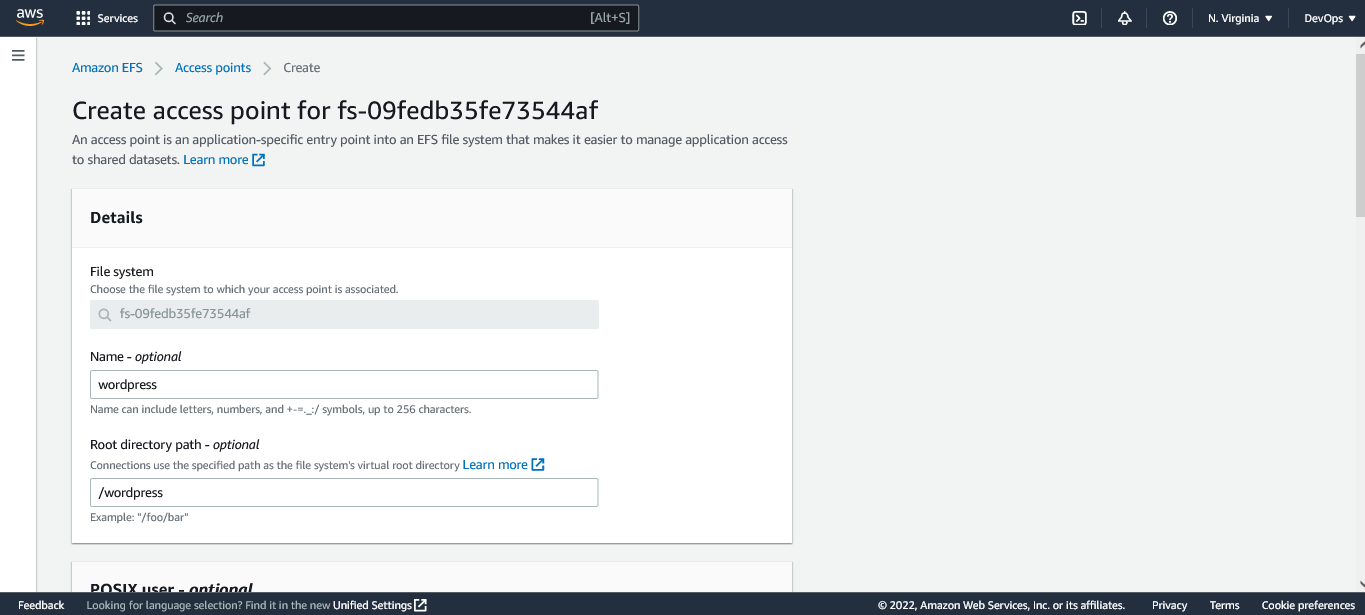 aws Services Search [Alt+S] N. Virginia ▼ DevOps ▼
Amazon EFS > Access points > Create
Create access point for fs-09fedb35fe73544af
An access point is an application-specific entry point into an EFS file system that makes it easier to manage application access
to shared datasets. Learn more
Details
File system
Choose the file system to which your access point is associated.
fs-09fedb35fe73544af
Name - optional
wordpress
Name can include letters, numbers, and +-=._:/ symbols, up to 256 characters.
Root directory path - optional
Connections use the specified path as the file system's virtual root directory Learn more
/wordpress
Example: "/foo/bar"
POSIX user - optional
Feedback Looking for language selection? Find it in the new Unified Settings © 2022, Amazon Web Services, Inc. or its affiliates. Privacy Terms Cookie preferences